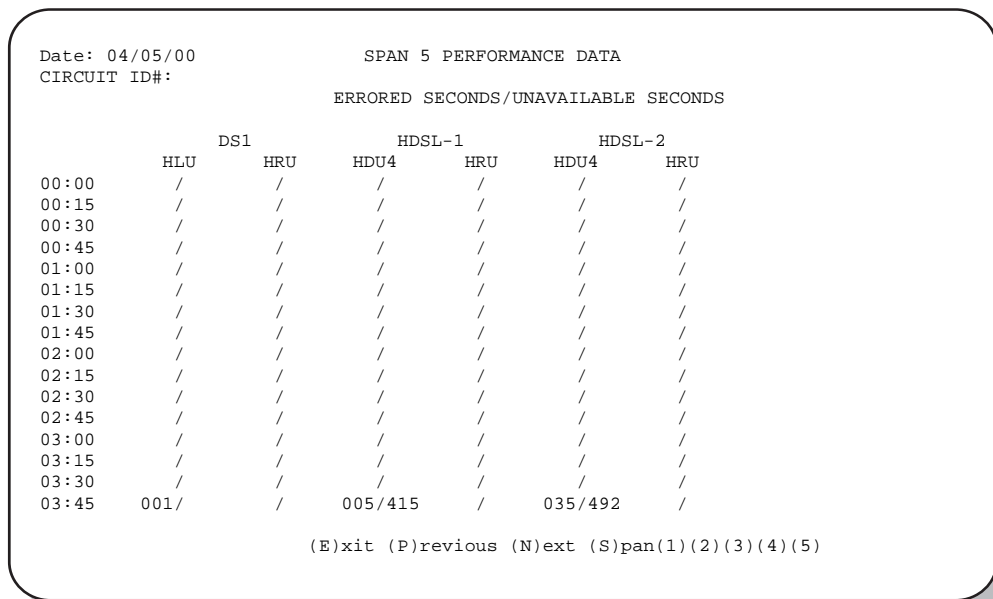 Date: 04/05/00 SPAN 5 PERFORMANCE DATA
CIRCUIT ID#:
ERRORED SECONDS/UNAVAILABLE SECONDS
DS1 HDSL-1 HDSL-2
HLU HRU HDU4 HRU HDU4 HRU
00:00 / / / / / /
00:15 / / / / / /
00:30 / / / / / /
00:45 / / / / / /
01:00 / / / / / /
01:15 / / / / / /
01:30 / / / / / /
01:45 / / / / / /
02:00 / / / / / /
02:15 / / / / / /
02:30 / / / / / /
02:45 / / / / / /
03:00 / / / / / /
03:15 / / / / / /
03:30 / / / / / /
03:45 001/ / 005/415 / 035/492 /
(E)xit (P)revious (N)ext (S)pan(1)(2)(3)(4)(5)